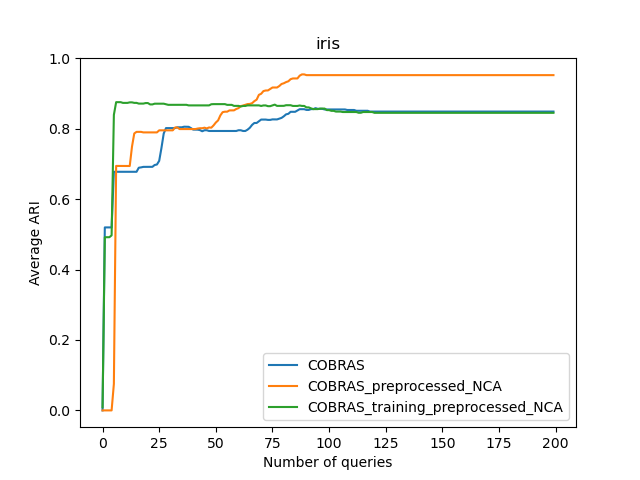 iris
1.0
0.8
0.6
0.4
0.2
0.0
Average ARI
0 25 50 75 100 125 150 175 200
Number of queries
COBRAS
COBRAS_preprocessed_NCA
COBRAS_training_preprocessed_NCA